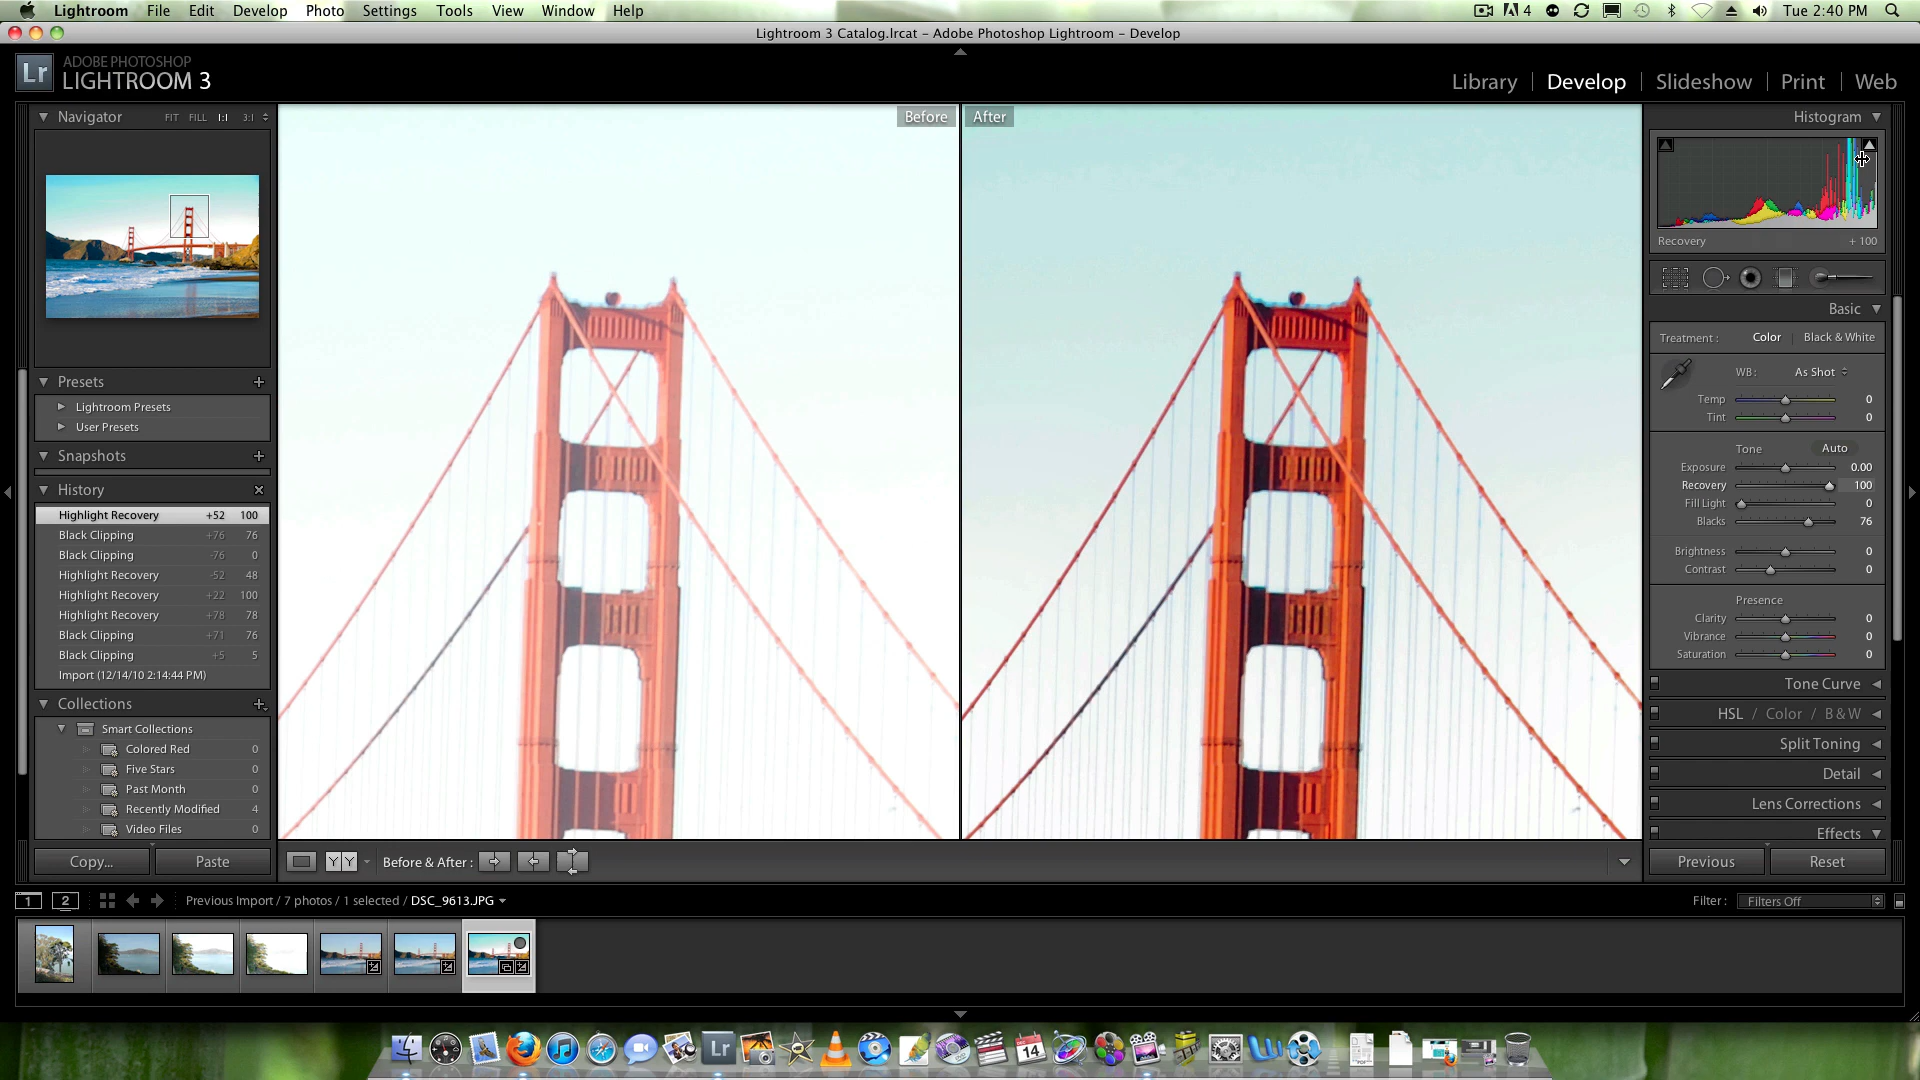 Lightroom File Edit Develop Photo Settings Tools View Window Help 4 Tue 2:40 PM
Lightroom 3 Catalog.lrcat – Adobe Photoshop Lightroom – Develop
Lr ADOBE PHOTOSHOP
LIGHTROOM 3
Library | Develop | Slideshow | Print | Web
Navigator FIT FILL 1:1 3:1
Presets +
Lightroom Presets
User Presets
Snapshots +
History ×
Highlight Recovery +52 100
Black Clipping +76 76
Black Clipping -76 0
Highlight Recovery -52 48
Highlight Recovery +22 100
Highlight Recovery +78 78
Black Clipping +71 76
Black Clipping +5 5
Import (12/14/10 2:14:44 PM)
Collections +
Smart Collections
Colored Red 0
Five Stars 0
Past Month 0
Recently Modified 4
Video Files 0
Copy... Paste
Before
After
Before & After :
YY
Histogram
Recovery + 100
Basic
Treatment : Color | Black & White
WB : As Shot
Temp 0
Tint 0
Tone Auto
Exposure 0.00
Recovery 100
Fill Light 0
Blacks 76
Brightness 0
Contrast 0
Presence
Clarity 0
Vibrance 0
Saturation 0
Tone Curve
HSL / Color / B & W
Split Toning
Detail
Lens Corrections
Effects
Previous Reset
1 2 Previous Import / 7 photos / 1 selected / DSC_9613.JPG
Filter : Filters Off
Lr
14